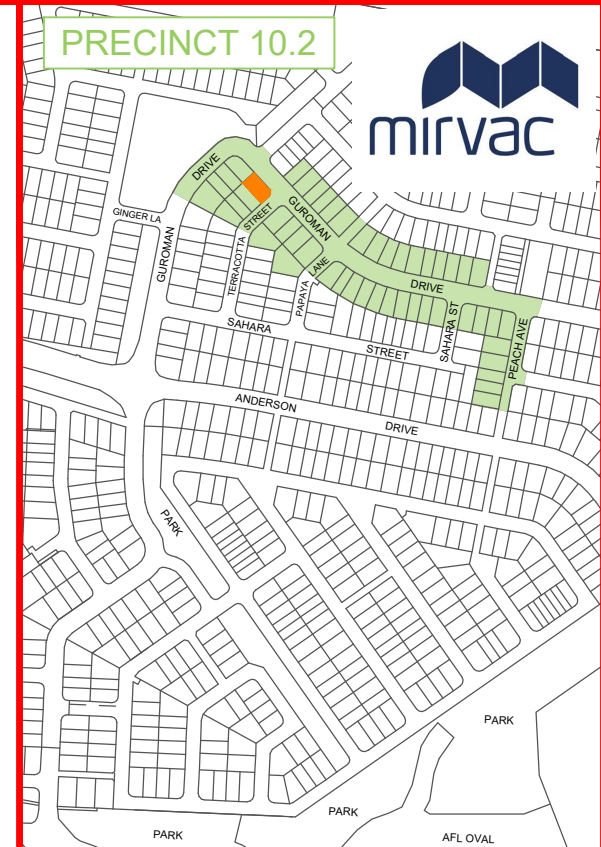 PRECINCT 10.2
mirvac
DRIVE
GINGER LA
GUROMAN
STREET
TERRACOTTA
GUROMAN
PAPAYA
LANE
DRIVE
SAHARA
STREET
SAHARA ST
PEACH AVE
ANDERSON
DRIVE
PARK
PARK
PARK
PARK
AFL OVAL